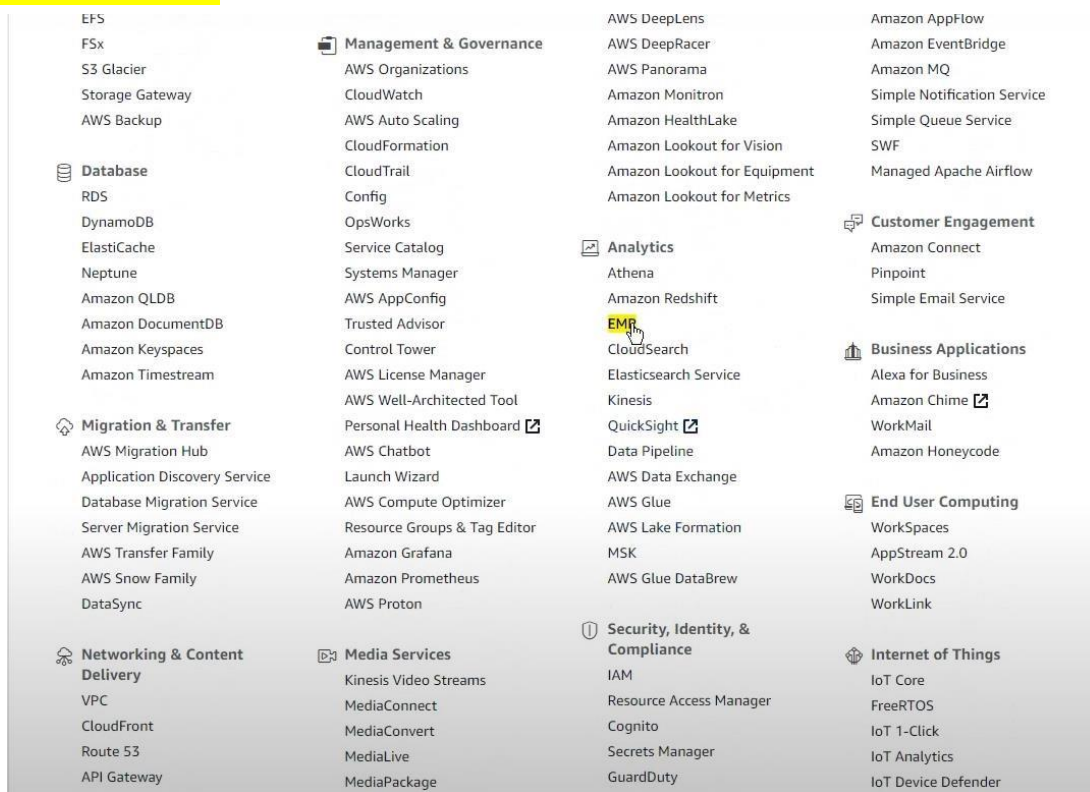 EFS
FSx
S3 Glacier
Storage Gateway
AWS Backup
Database
RDS
DynamoDB
ElastiCache
Neptune
Amazon QLDB
Amazon DocumentDB
Amazon Keyspaces
Amazon Timestream
Migration & Transfer
AWS Migration Hub
Application Discovery Service
Database Migration Service
Server Migration Service
AWS Transfer Family
AWS Snow Family
DataSync
Networking & Content
Delivery
VPC
CloudFront
Route 53
API Gateway
Management & Governance
AWS Organizations
CloudWatch
AWS Auto Scaling
CloudFormation
CloudTrail
Config
OpsWorks
Service Catalog
Systems Manager
AWS AppConfig
Trusted Advisor
Control Tower
AWS License Manager
AWS Well-Architected Tool
Personal Health Dashboard
AWS Chatbot
Launch Wizard
AWS Compute Optimizer
Resource Groups & Tag Editor
Amazon Grafana
Amazon Prometheus
AWS Proton
Media Services
Kinesis Video Streams
MediaConnect
MediaConvert
MediaLive
MediaPackage
AWS DeepLens
AWS DeepRacer
AWS Panorama
Amazon Monitron
Amazon HealthLake
Amazon Lookout for Vision
Amazon Lookout for Equipment
Amazon Lookout for Metrics
Analytics
Athena
Amazon Redshift
EMR
CloudSearch
Elasticsearch Service
Kinesis
QuickSight
Data Pipeline
AWS Data Exchange
AWS Glue
AWS Lake Formation
MSK
AWS Glue DataBrew
Security, Identity, &
Compliance
IAM
Resource Access Manager
Cognito
Secrets Manager
GuardDuty
Amazon AppFlow
Amazon EventBridge
Amazon MQ
Simple Notification Service
Simple Queue Service
SWF
Managed Apache Airflow
Customer Engagement
Amazon Connect
Pinpoint
Simple Email Service
Business Applications
Alexa for Business
Amazon Chime
WorkMail
Amazon Honeycode
End User Computing
WorkSpaces
AppStream 2.0
WorkDocs
WorkLink
Internet of Things
IoT Core
FreeRTOS
IoT 1-Click
IoT Analytics
IoT Device Defender